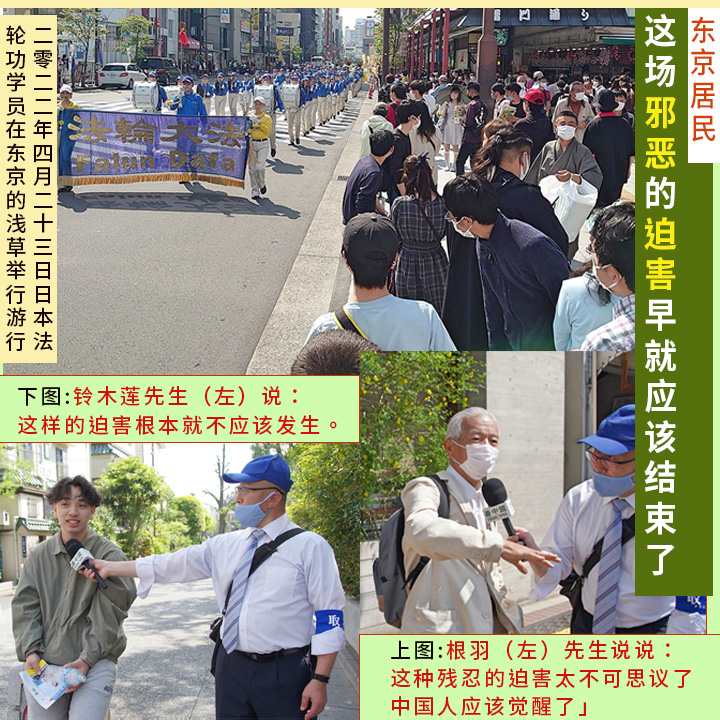 东京居民
这场邪恶的迫害早就应该结束了
二零二二年四月二十三日日本法
轮功学员在东京的浅草举行游行
法輪大法
Falun Dafa
下图:铃木莲先生（左）说：
这样的迫害根本就不应该发生。
取
上图:根羽（左）先生说说：
这种残忍的迫害太不可思议了
中国人应该觉醒了」